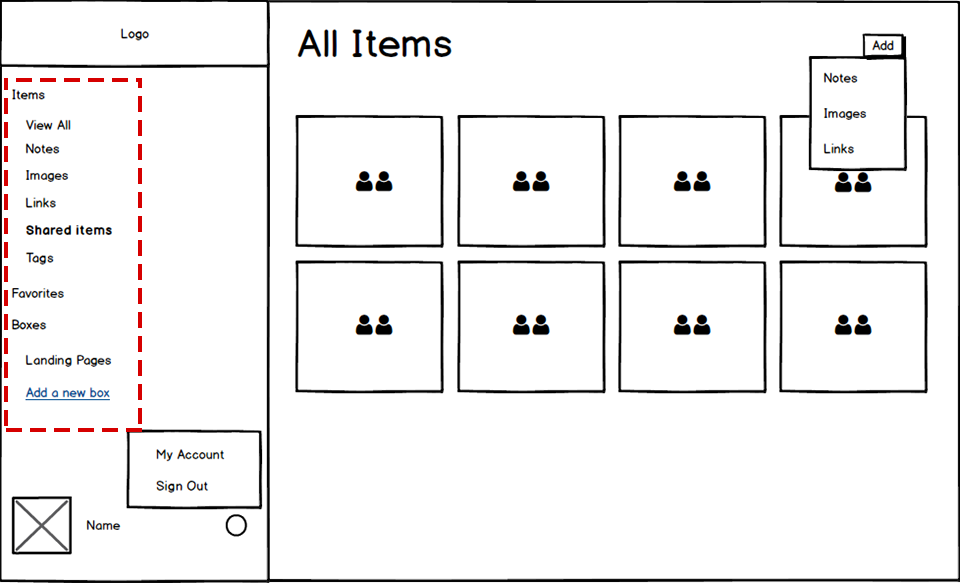 Logo
Items
View All
Notes
Images
Links
Shared items
Tags
Favorites
Boxes
Landing Pages
Add a new box
My Account
Sign Out
Name
All Items
Add
Notes
Images
Links